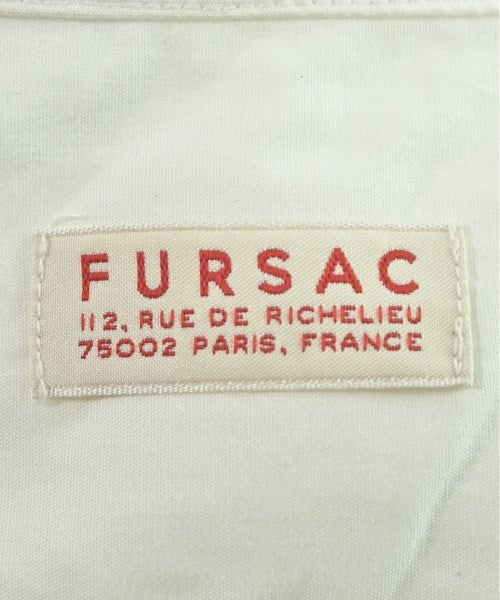 FURSAC
112, RUE DE RICHELIEU
75002 PARIS, FRANCE